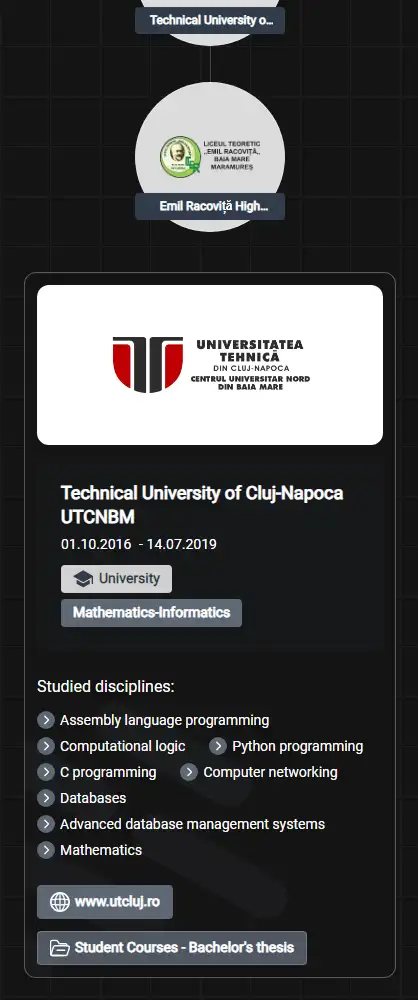 Technical University o...
LICEUL TEORETIC
„EMIL RACOVIȚĂ„
BAIA MARE
MARAMUREȘ
Emil Racoviță High...
UNIVERSITATEA
TEHNICĂ
DIN CLUJ-NAPOCA
CENTRUL UNIVERSITAR NORD
DIN BAIA MARE
Technical University of Cluj-Napoca
UTCNBM
01.10.2016 - 14.07.2019
University
Mathematics-Informatics
Studied disciplines:
Assembly language programming
Computational logic Python programming
C programming Computer networking
Databases
Advanced database management systems
Mathematics
www.utcluj.ro
Student Courses - Bachelor's thesis